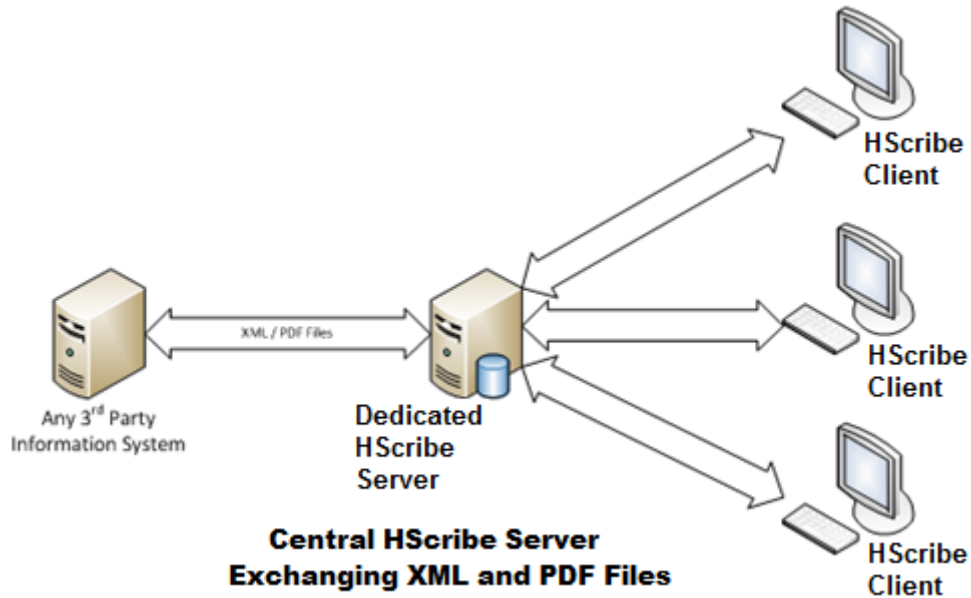 HScribe
Client
XML / PDF Files
HScribe
Client
Any 3rd Party
Information System
Dedicated
HScribe
Server
HScribe
Client
Central HScribe Server
Exchanging XML and PDF Files